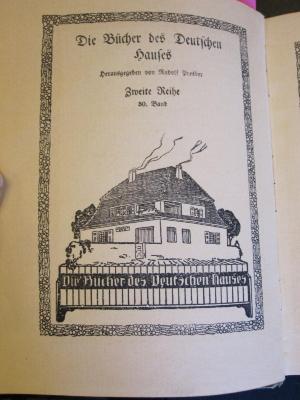 Die Bücher des Deutschen
Hauses
Herausgegeben von Rudolf Presber
Zweite Reihe
30. Band
Die Bücher des Deutschen Hauses